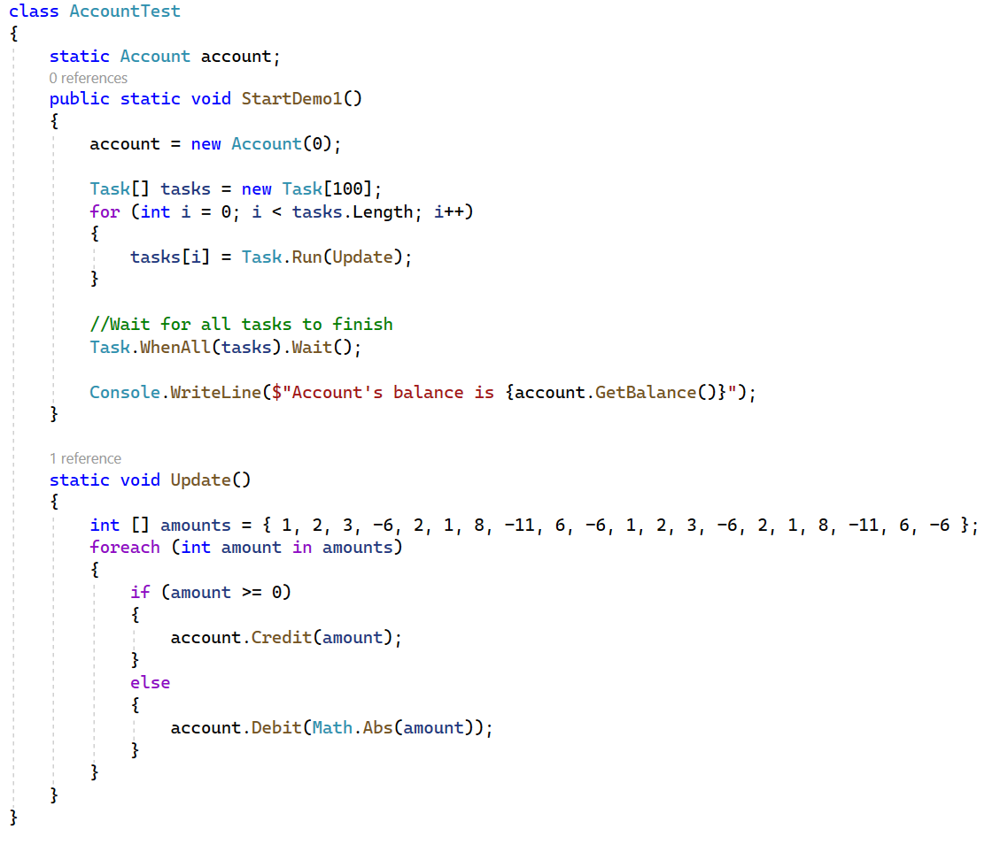 class AccountTest
{
    static Account account;
    0 references
    public static void StartDemo1()
    {
        account = new Account(0);

        Task[] tasks = new Task[100];
        for (int i = 0; i < tasks.Length; i++)
        {
            tasks[i] = Task.Run(Update);
        }

        //Wait for all tasks to finish
        Task.WhenAll(tasks).Wait();

        Console.WriteLine($"Account's balance is {account.GetBalance()}");
    }

    1 reference
    static void Update()
    {
        int [] amounts = { 1, 2, 3, -6, 2, 1, 8, -11, 6, -6, 1, 2, 3, -6, 2, 1, 8, -11, 6, -6 };
        foreach (int amount in amounts)
        {
            if (amount >= 0)
            {
                account.Credit(amount);
            }
            else
            {
                account.Debit(Math.Abs(amount));
            }
        }
    }
}